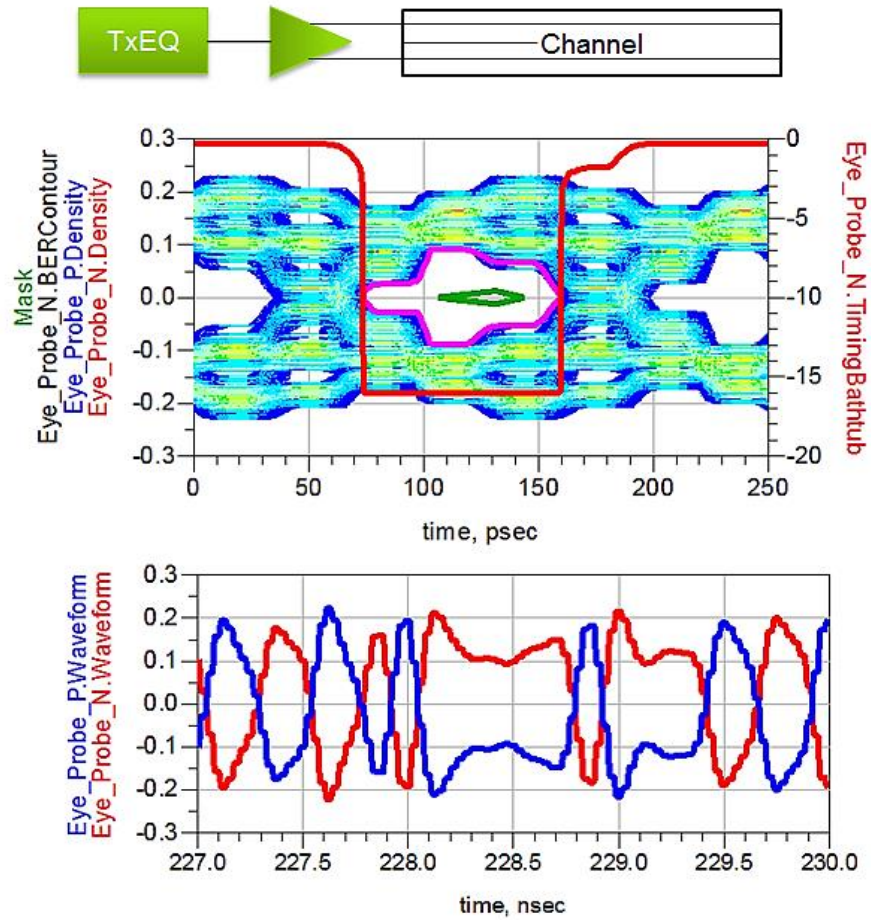 TxEQ
Channel
Mask
Eye_Probe_N.BERContour
Eye_Probe_P.Density
Eye_Probe_N.Density
0.3
0.2
0.1
0.0
-0.1
-0.2
-0.3
0
-5
-10
-15
-20
Eye_Probe_N.TimingBathtub
0 50 100 150 200 250
time, psec
Eye_Probe_P.Waveform
Eye_Probe_N.Waveform
0.3
0.2
0.1
0.0
-0.1
-0.2
-0.3
227.0 227.5 228.0 228.5 229.0 229.5 230.0
time, nsec